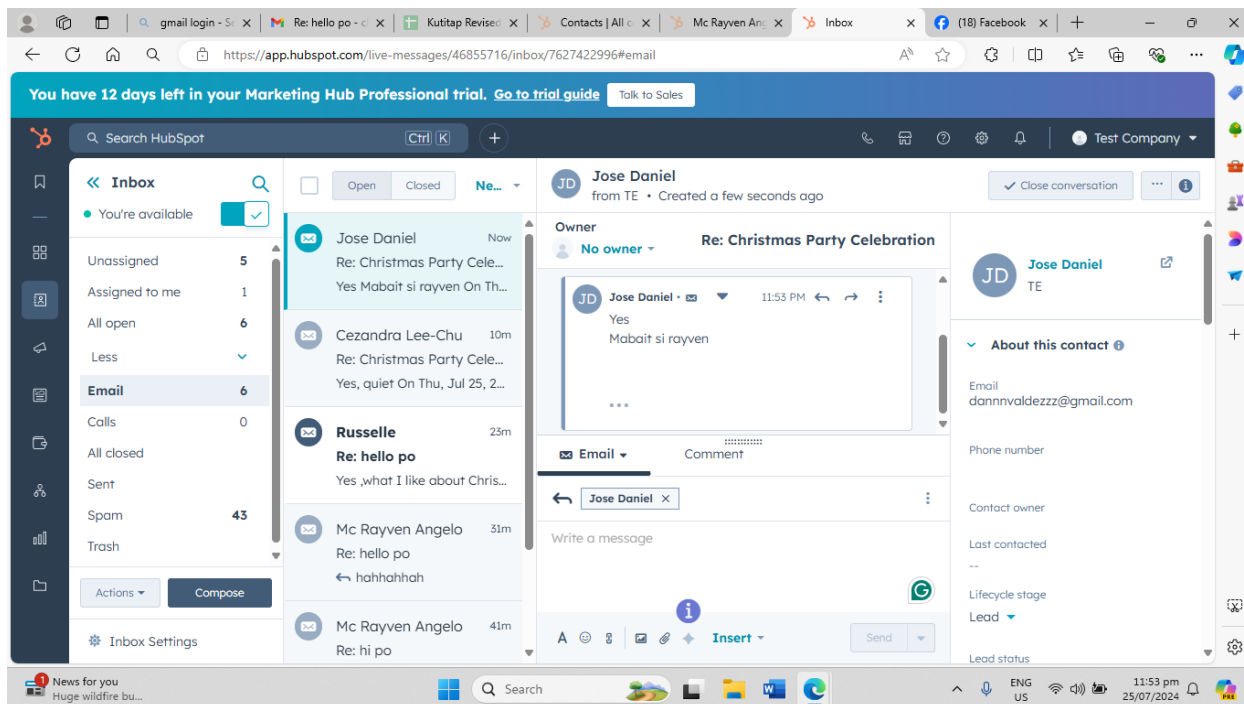 gmail login - Se
Re: hello po - c
Kutitap Revised
Contacts | All c
Mc Rayven Ang
Inbox
(18) Facebook
https://app.hubspot.com/live-messages/46855716/inbox/7627422996#email
You have 12 days left in your Marketing Hub Professional trial. Go to trial guide Talk to Sales
Search HubSpot Ctrl K
Test Company
Inbox
You're available
Unassigned 5
Assigned to me 1
All open 6
Less
Email 6
Calls 0
All closed
Sent
Spam 43
Trash
Actions
Compose
Inbox Settings
Open
Closed
Ne...
Jose Daniel Now
Re: Christmas Party Cele...
Yes Mabait si rayven On Th...
Cezandra Lee-Chu 10m
Re: Christmas Party Cele...
Yes, quiet On Thu, Jul 25, 2...
Russelle 23m
Re: hello po
Yes ,what I like about Chris...
Mc Rayven Angelo 31m
Re: hello po
hahhahhah
Mc Rayven Angelo 41m
Re: hi po
JD
Jose Daniel
from TE • Created a few seconds ago
Close conversation
Owner
No owner
Re: Christmas Party Celebration
JD
Jose Daniel • 11:53 PM
Yes
Mabait si rayven
Email
Comment
Jose Daniel
Write a message
Insert
Send
JD
Jose Daniel
TE
About this contact
Email
dannnvaldezzz@gmail.com
Phone number
Contact owner
Last contacted
--
Lifecycle stage
Lead
Lead status
1
News for you
Huge wildfire bu...
Search
ENG
US
11:53 pm
25/07/2024
PRE